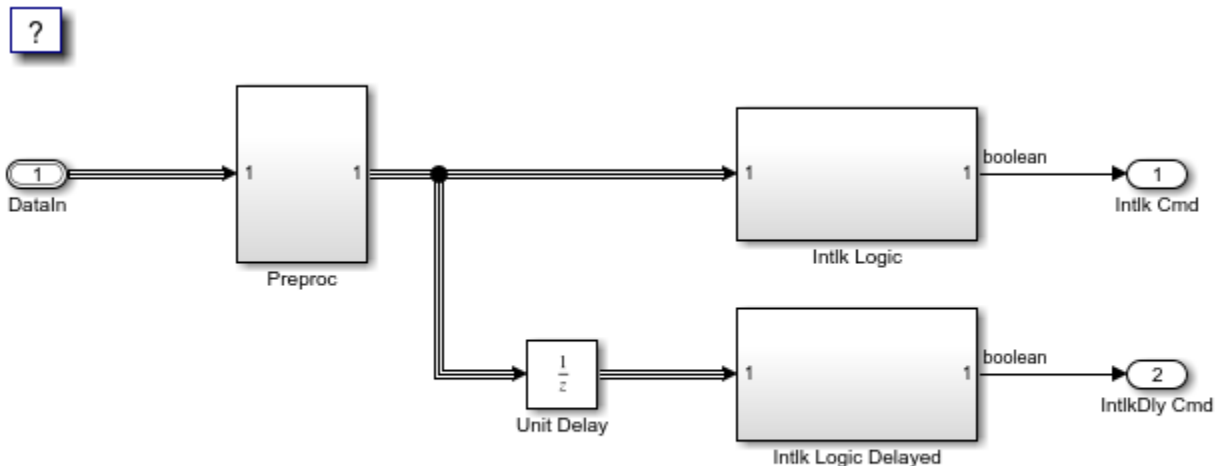 ?
1
DataIn
1
1
Preproc
1
1
Intlk Logic
boolean
1
Intlk Cmd
1
z
Unit Delay
1
1
Intlk Logic Delayed
boolean
2
IntlkDly Cmd